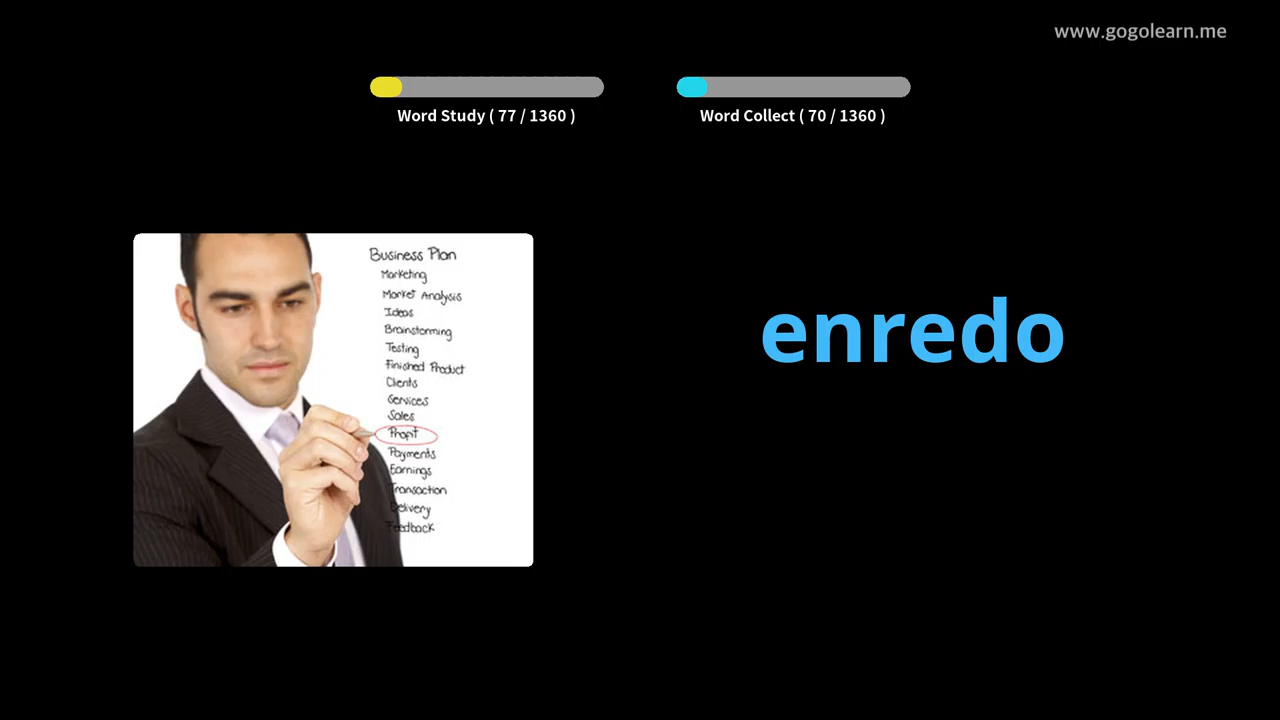 www.gogolearn.me
Word Study ( 77 / 1360 )
Word Collect ( 70 / 1360 )
Business Plan
Marketing
Market Analysis
Ideas
Brainstorming
Testing
Finished Product
Clients
Services
Sales
Profit
Payments
Earnings
Transaction
Delivery
Feedback
enredo